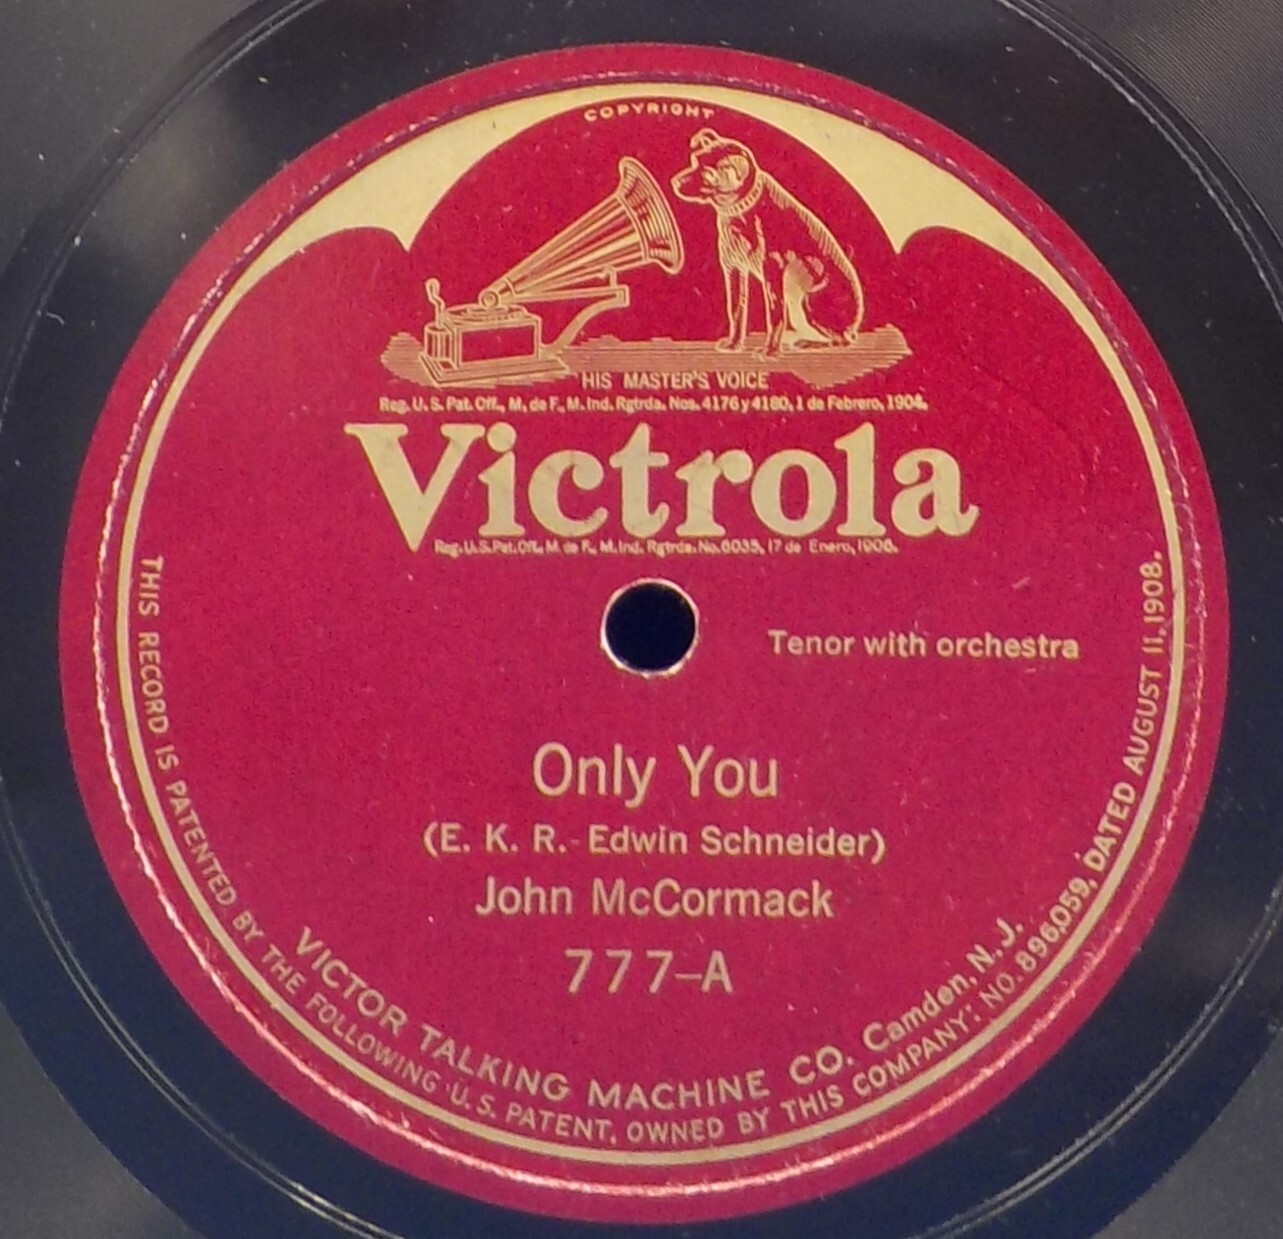 COPYRIGHT
HIS MASTER'S VOICE
Reg. U. S. Pat. Off., M. de F., M. Ind. Rgtrda. Nos. 4176 y 4180, 1 de Febrero, 1904.
Victrola
Reg. U.S. Pat. Off., M. de F., M. Ind. Rgtrda. No. 6035, 17 de Enero, 1906.
Tenor with orchestra
Only You
(E. K. R.- Edwin Schneider)
John McCormack
777-A
VICTOR TALKING MACHINE CO. Camden, N. J.
THIS RECORD IS PATENTED BY THE FOLLOWING U. S. PATENT, OWNED BY THIS COMPANY: NO. 896,059, DATED AUGUST 11, 1908.